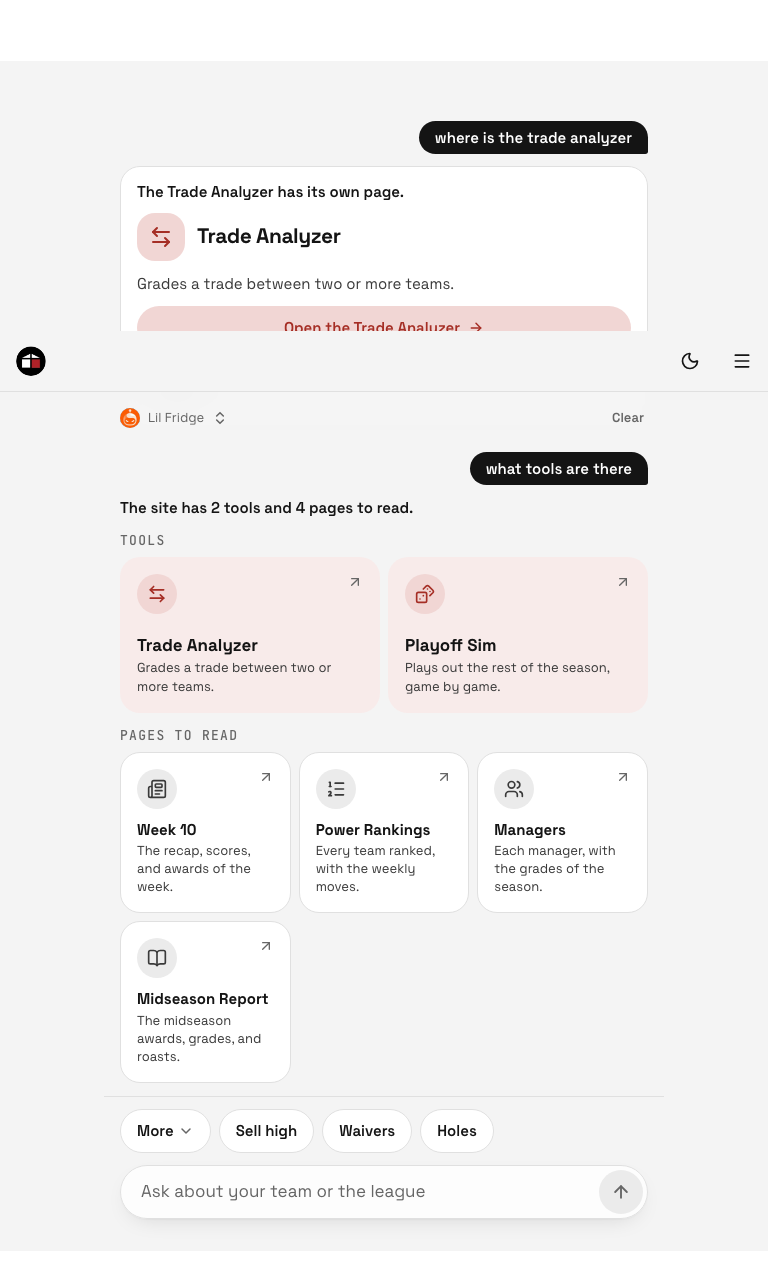 where is the trade analyzer
The Trade Analyzer has its own page.
Trade Analyzer
Grades a trade between two or more teams.
Open the Trade Analyzer
Lil Fridge
Clear
what tools are there
The site has 2 tools and 4 pages to read.
TOOLS
Trade Analyzer
Grades a trade between two or
more teams.
Playoff Sim
Plays out the rest of the season,
game by game.
PAGES TO READ
Week 10
The recap, scores,
and awards of the
week.
Power Rankings
Every team ranked,
with the weekly
moves.
Managers
Each manager, with
the grades of the
season.
Midseason Report
The midseason
awards, grades, and
roasts.
More
Sell high
Waivers
Holes
Ask about your team or the league